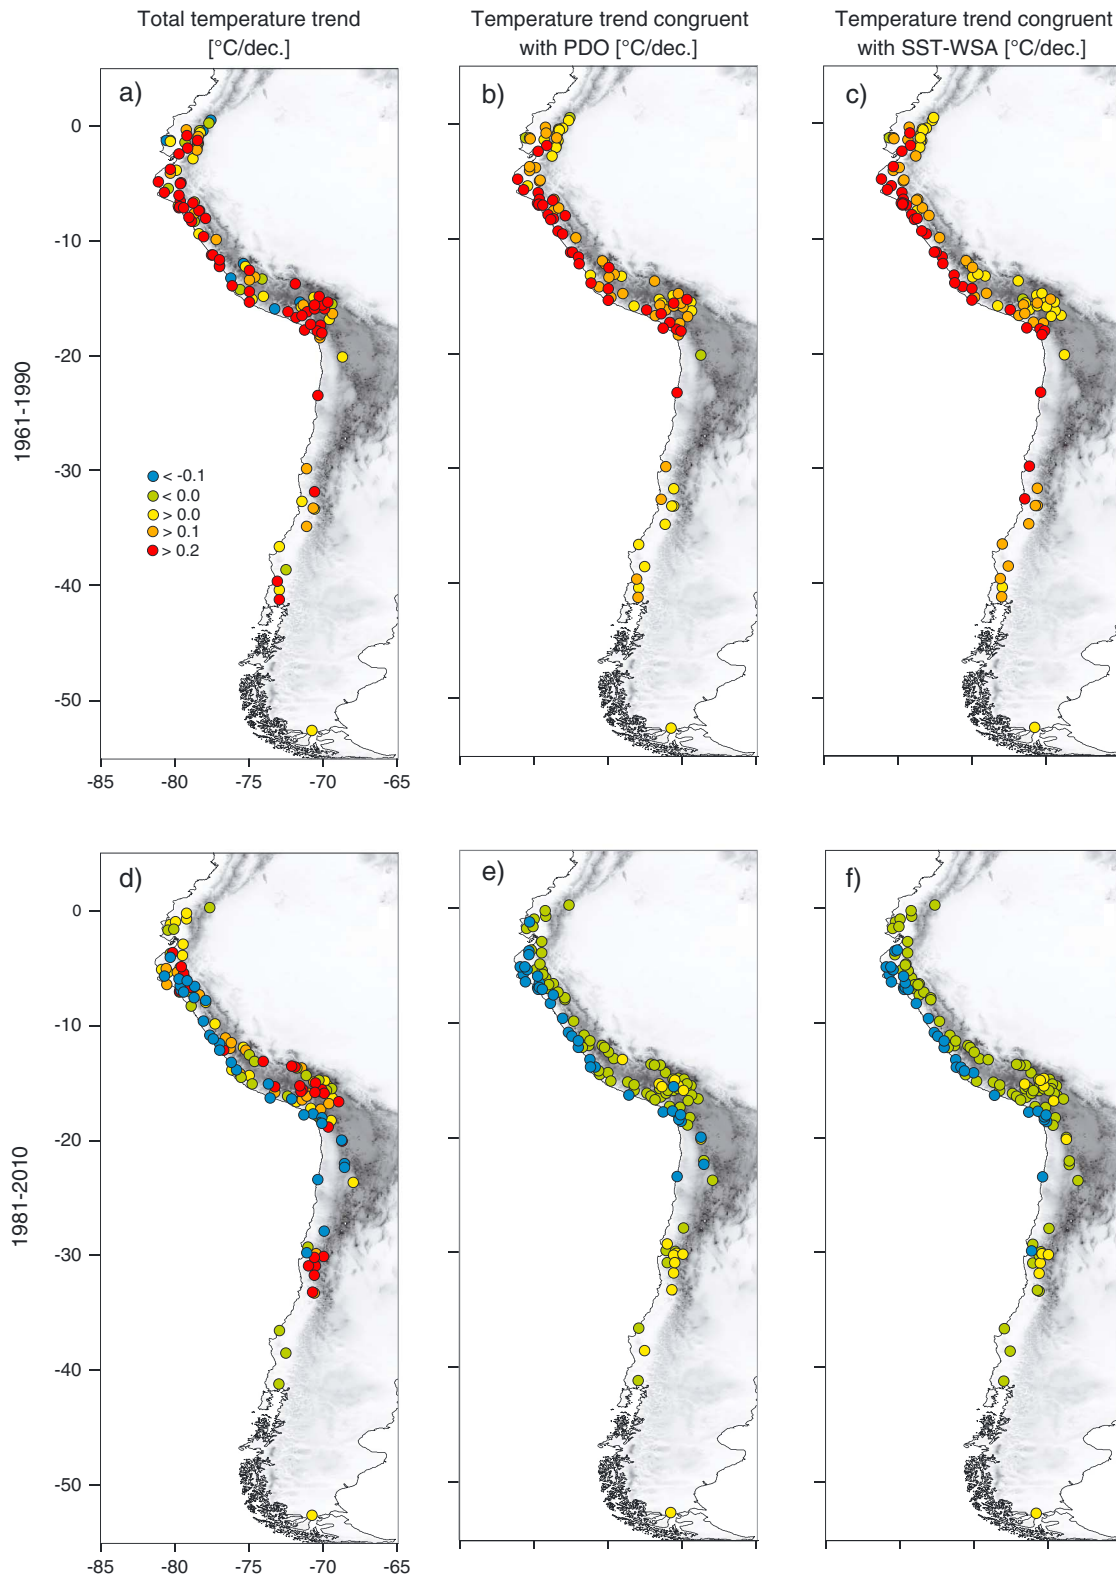 Total temperature trend
[°C/dec.]
Temperature trend congruent
with PDO [°C/dec.]
Temperature trend congruent
with SST-WSA [°C/dec.]
1961-1990
a)
b)
c)
0
-10
-20
-30
-40
-50
< -0.1
< 0.0
> 0.0
> 0.1
> 0.2
-85
-80
-75
-70
-65
1981-2010
d)
e)
f)
0
-10
-20
-30
-40
-50
-85
-80
-75
-70
-65